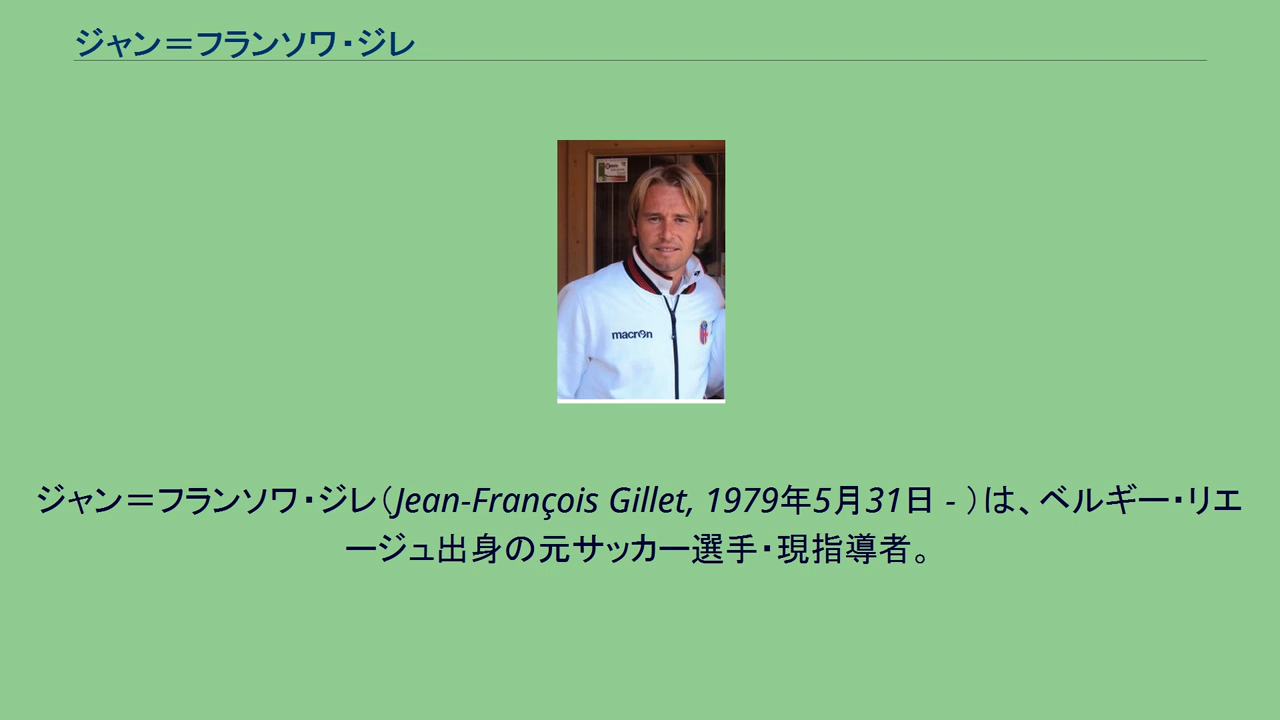 ジャン＝フランソワ・ジレ
macron
ジャン＝フランソワ・ジレ（Jean-François Gillet, 1979年5月31日 - ）は、ベルギー・リエ
ージュ出身の元サッカー選手・現指導者。